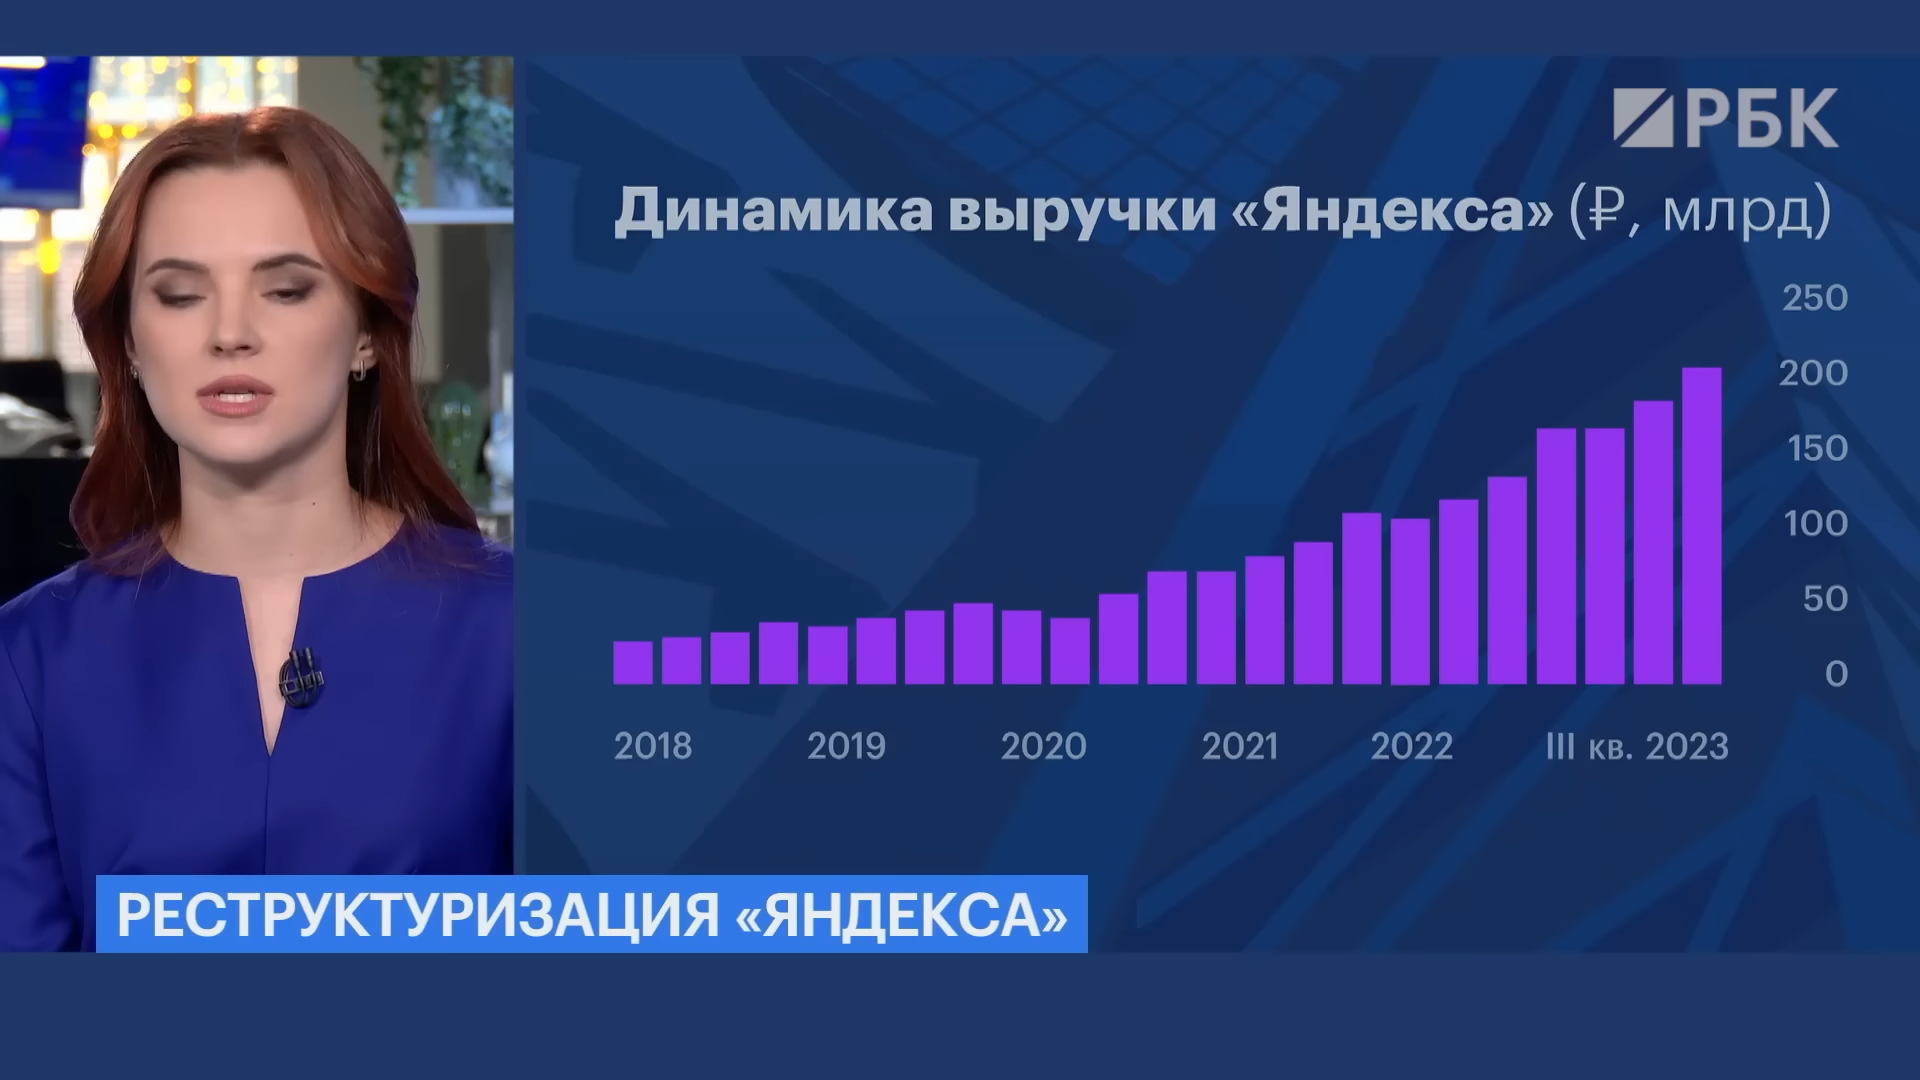 РБК
Динамика выручки «Яндекса» (₽, млрд)
250
200
150
100
50
0
2018 2019 2020 2021 2022 III кв. 2023
РЕСТРУКТУРИЗАЦИЯ «ЯНДЕКСА»